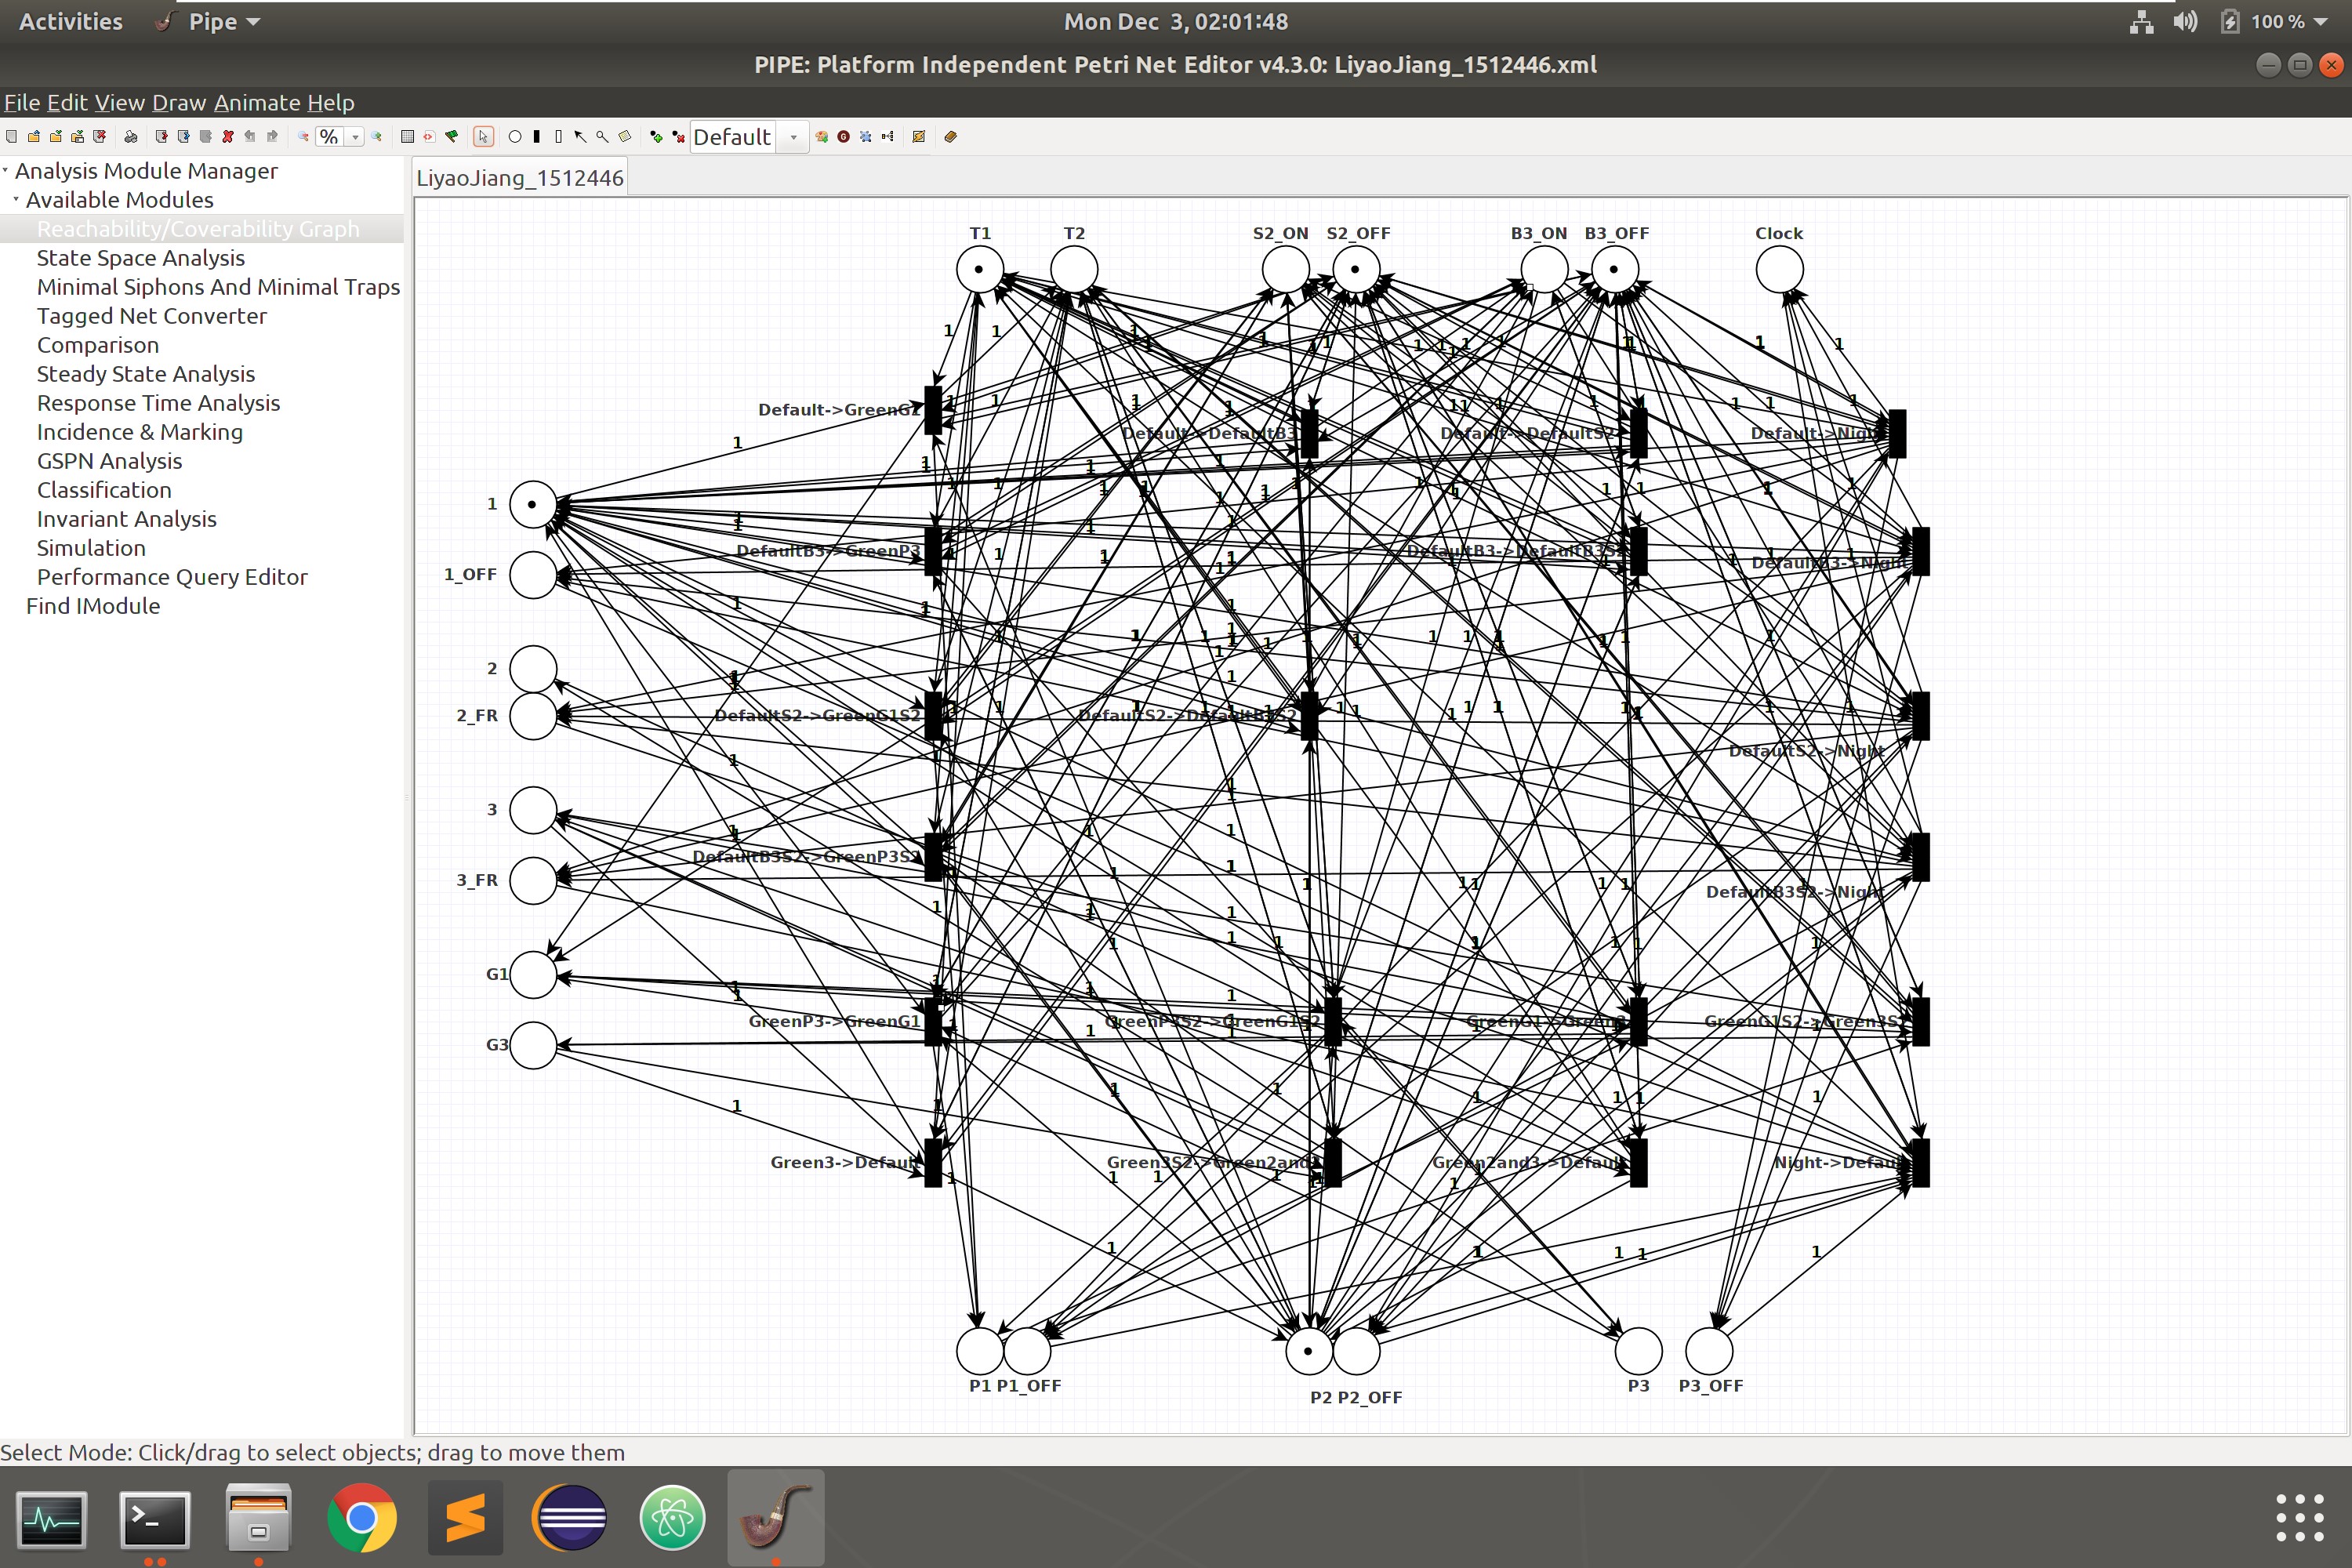 Activities Pipe Mon Dec 3, 02:01:48 100 %
PIPE: Platform Independent Petri Net Editor v4.3.0: LiyaoJiang_1512446.xml
File Edit View Draw Animate Help
% Default
Analysis Module Manager
Available Modules
Reachability/Coverability Graph
State Space Analysis
Minimal Siphons And Minimal Traps
Tagged Net Converter
Comparison
Steady State Analysis
Response Time Analysis
Incidence & Marking
GSPN Analysis
Classification
Invariant Analysis
Simulation
Performance Query Editor
Find IModule
LiyaoJiang_1512446
T1 T2 S2_ON S2_OFF B3_ON B3_OFF Clock
Default->GreenG1
Default->DefaultB3 Default->DefaultS2 Default->Night
1
DefaultB3->GreenP3 DefaultB3->DefaultB3S2
DefaultB3->Night
1_OFF
2
2_FR DefaultS2->GreenG1S2 DefaultS2->DefaultB3S2
DefaultS2->Night
3
DefaultB3S2->GreenP3S2
3_FR
DefaultB3S2->Night
G1
GreenP3->GreenG1 GreenP3S2->GreenG1S2 GreenG1->Green3 GreenG1S2->Green3S2
G3
Green3->Default Green3S2->Green2and3 Green2and3->Default Night->Default
P1 P1_OFF P3 P3_OFF
P2 P2_OFF
Select Mode: Click/drag to select objects; drag to move them